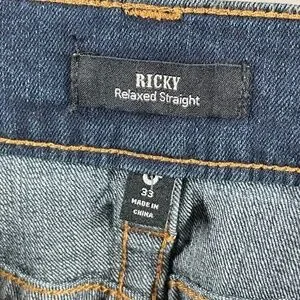 RICKY
Relaxed Straight
33
MADE IN
CHINA